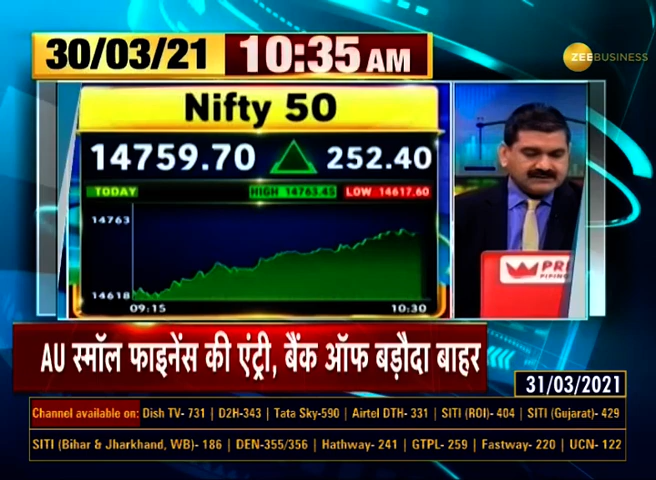 30/03/21 10:35 AM
ZEEBUSINESS
Nifty 50
14759.70 252.40
TODAY HIGH 14763.45 LOW 14617.60
14763
14618
09:15 10:30
PRI
PIPING
AU स्मॉल फाइनेंस की एंट्री, बैंक ऑफ बड़ौदा बाहर
31/03/2021
Channel available on: Dish TV- 731 | D2H-343 | Tata Sky-590 | Airtel DTH- 331 | SITI (ROI)- 404 | SITI (Gujarat)- 429
SITI (Bihar & Jharkhand, WB)- 186 | DEN-355/356 | Hathway- 241 | GTPL- 259 | Fastway- 220 | UCN- 122